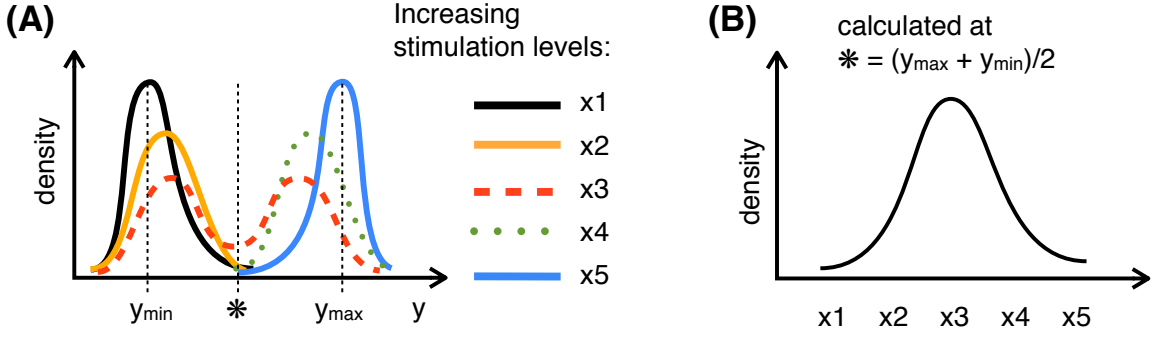 (A)
Increasing
stimulation levels:
density
x1
x2
x3
x4
x5
ymin
❋
ymax
y
(B)
calculated at
❋ = (ymax + ymin)/2
density
x1 x2 x3 x4 x5